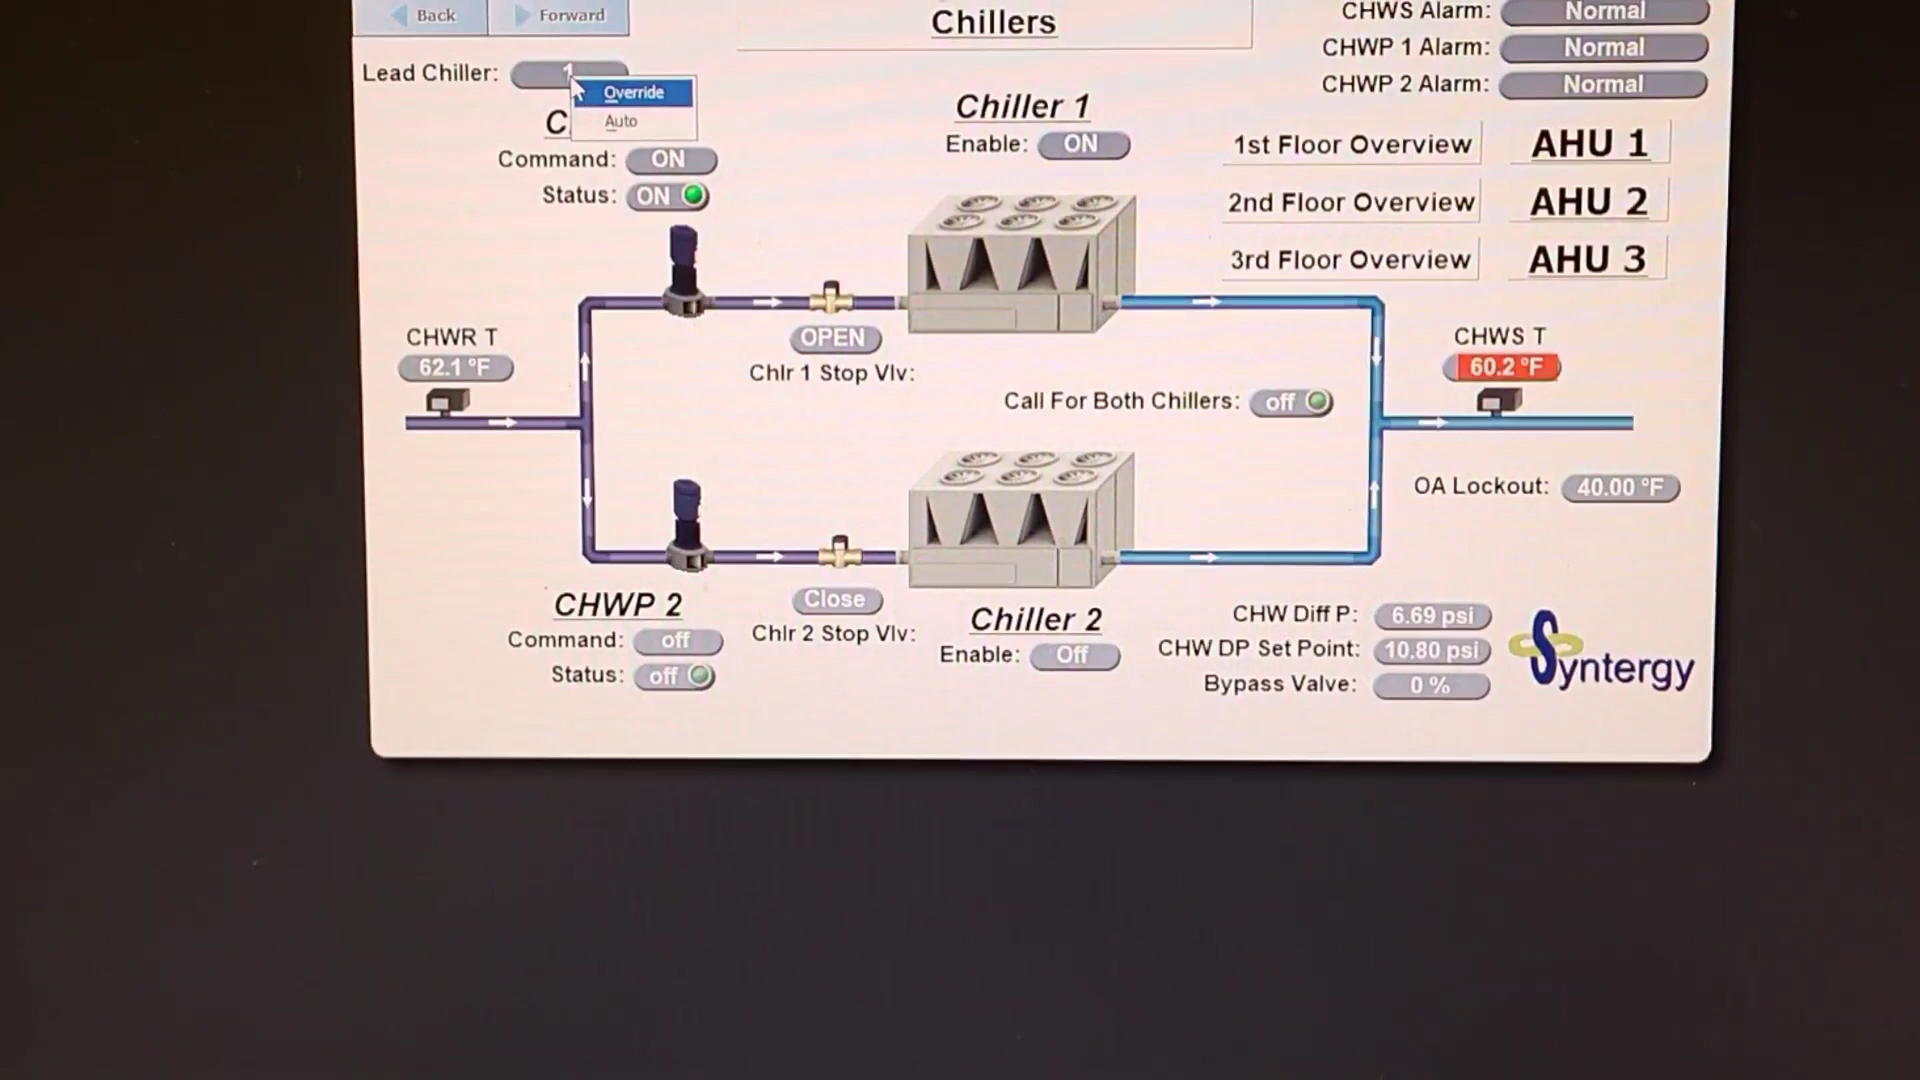 Back
Forward
Chillers
CHWS Alarm: Normal
CHWP 1 Alarm: Normal
CHWP 2 Alarm: Normal
Lead Chiller: 1
Override
Auto
C
Command: ON
Status: ON
Chiller 1
Enable: ON
1st Floor Overview AHU 1
2nd Floor Overview AHU 2
3rd Floor Overview AHU 3
CHWR T
62.1 °F
OPEN
Chlr 1 Stop Vlv:
CHWS T
60.2 °F
Call For Both Chillers: off
OA Lockout: 40.00 °F
CHWP 2
Command: off
Status: off
Close
Chlr 2 Stop Vlv:
Chiller 2
Enable: Off
CHW Diff P: 6.69 psi
CHW DP Set Point: 10.80 psi
Bypass Valve: 0 %
Syntergy